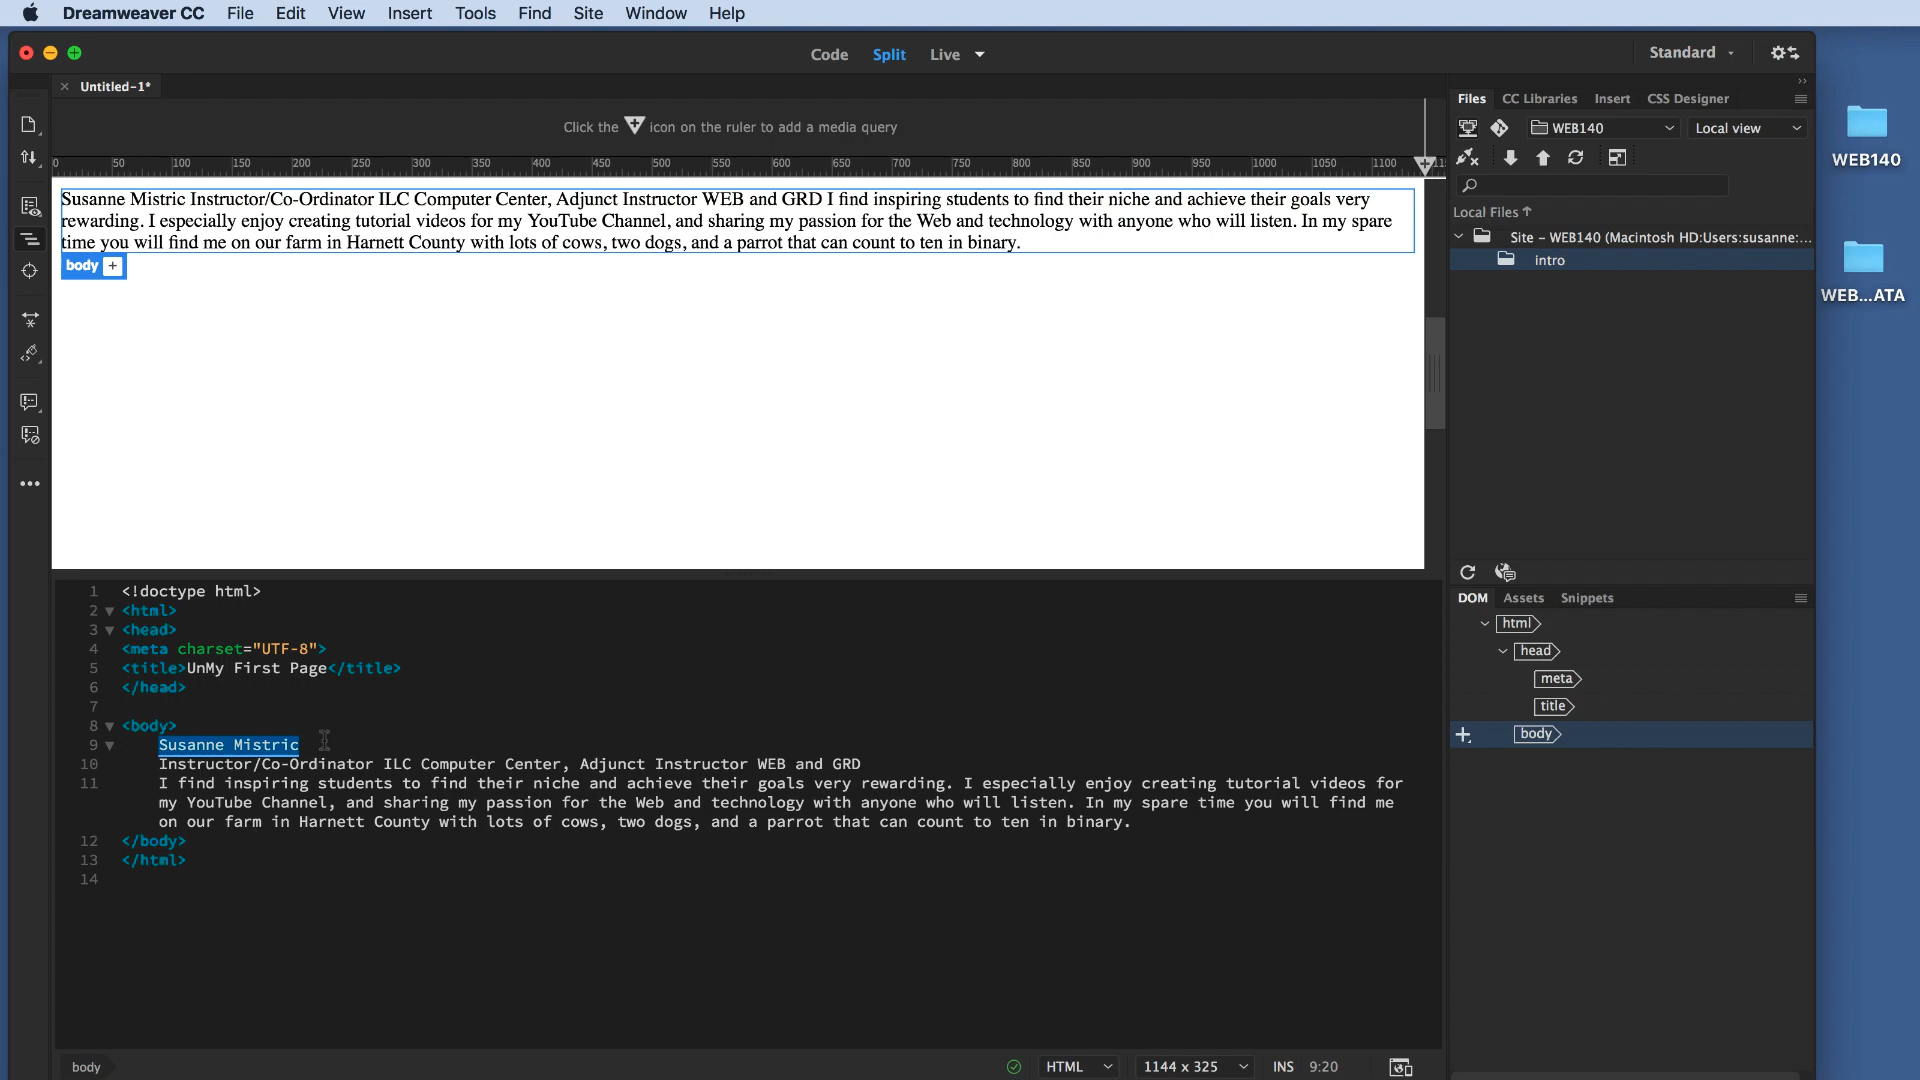 Dreamweaver CC File Edit View Insert Tools Find Site Window Help
Code Split Live
Standard
Untitled-1*
Files CC Libraries Insert CSS Designer
Click the icon on the ruler to add a media query
WEB140 Local view
WEB140
0 50 100 150 200 250 300 350 400 450 500 550 600 650 700 750 800 850 900 950 1000 1050 1100 115
Susanne Mistric Instructor/Co-Ordinator ILC Computer Center, Adjunct Instructor WEB and GRD I find inspiring students to find their niche and achieve their goals very
rewarding. I especially enjoy creating tutorial videos for my YouTube Channel, and sharing my passion for the Web and technology with anyone who will listen. In my spare
time you will find me on our farm in Harnett County with lots of cows, two dogs, and a parrot that can count to ten in binary.
body +
Local Files
Site - WEB140 (Macintosh HD:Users:susanne:...
intro
WEB...ATA
1 <!doctype html>
2 <html>
3 <head>
4 <meta charset="UTF-8">
5 <title>UnMy First Page</title>
6 </head>
7
8 <body>
9 Susanne Mistric
10 Instructor/Co-Ordinator ILC Computer Center, Adjunct Instructor WEB and GRD
11 I find inspiring students to find their niche and achieve their goals very rewarding. I especially enjoy creating tutorial videos for
my YouTube Channel, and sharing my passion for the Web and technology with anyone who will listen. In my spare time you will find me
on our farm in Harnett County with lots of cows, two dogs, and a parrot that can count to ten in binary.
12 </body>
13 </html>
14
DOM Assets Snippets
html
head
meta
title
body
body
HTML 1144 x 325 INS 9:20